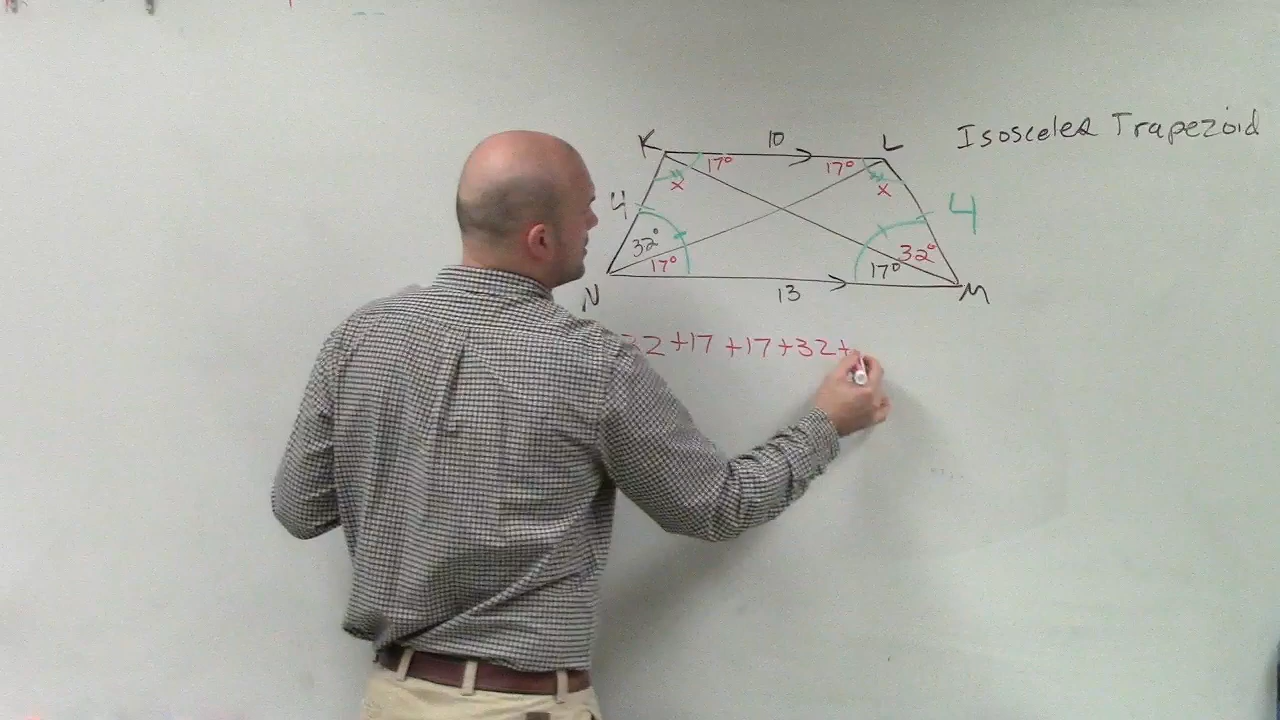 Isosceles Trapezoid
K 10 L
17° 17°
x x
4 4
32° 32°
17° 17°
N 13 M
32 +17 +17 +32 +